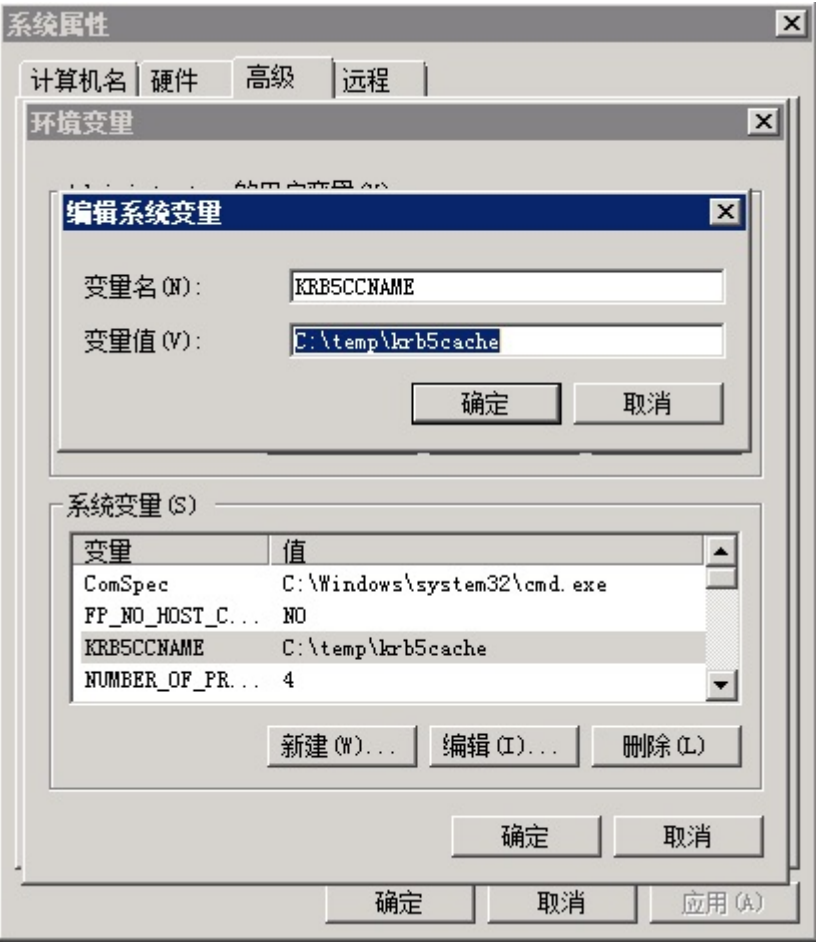 系统属性
计算机名 硬件 高级 远程
环境变量
编辑系统变量
变量名(N): KRB5CCNAME
变量值(V): C:\temp\krb5cache
确定 取消
系统变量(S)
变量 值
ComSpec C:\Windows\system32\cmd.exe
FP_NO_HOST_C... NO
KRB5CCNAME C:\temp\krb5cache
NUMBER_OF_PR... 4
新建(W)... 编辑(I)... 删除(L)
确定 取消
确定 取消 应用(A)